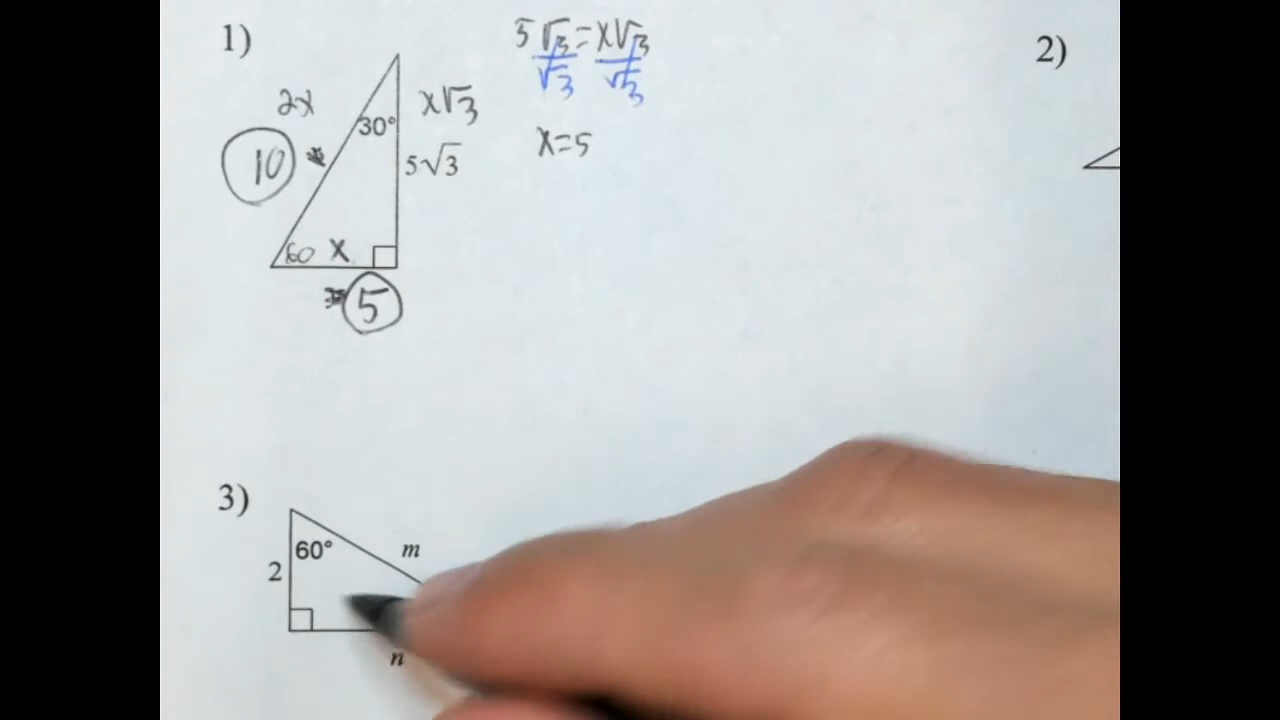 1)
5√3 = x√3
√3 √3
2)
2x
x√3
30°
10
5√3
x=5
60 x
5
3)
60°
m
2
n